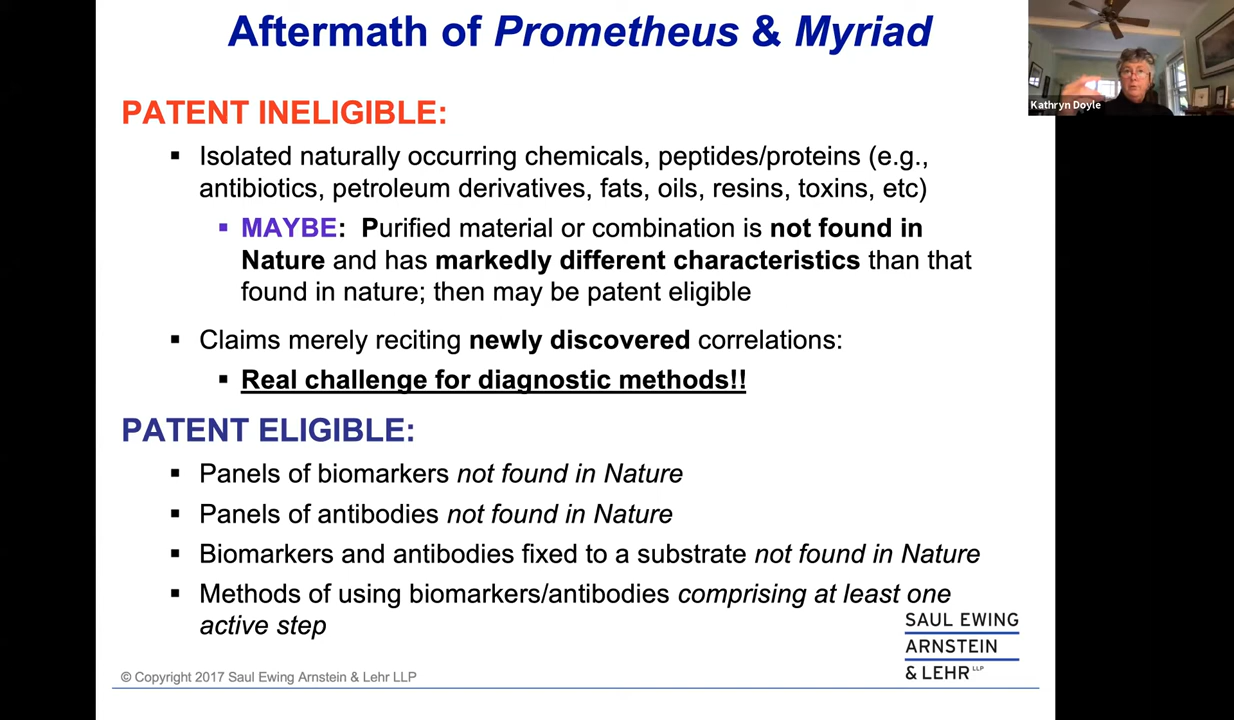 Aftermath of Prometheus & Myriad
Kathryn Doyle
PATENT INELIGIBLE:
▪ Isolated naturally occurring chemicals, peptides/proteins (e.g.,
antibiotics, petroleum derivatives, fats, oils, resins, toxins, etc)
▪ MAYBE: Purified material or combination is not found in
Nature and has markedly different characteristics than that
found in nature; then may be patent eligible
▪ Claims merely reciting newly discovered correlations:
▪ Real challenge for diagnostic methods!!
PATENT ELIGIBLE:
▪ Panels of biomarkers not found in Nature
▪ Panels of antibodies not found in Nature
▪ Biomarkers and antibodies fixed to a substrate not found in Nature
▪ Methods of using biomarkers/antibodies comprising at least one
active step
SAUL EWING
ARNSTEIN
& LEHR LLP
© Copyright 2017 Saul Ewing Arnstein & Lehr LLP